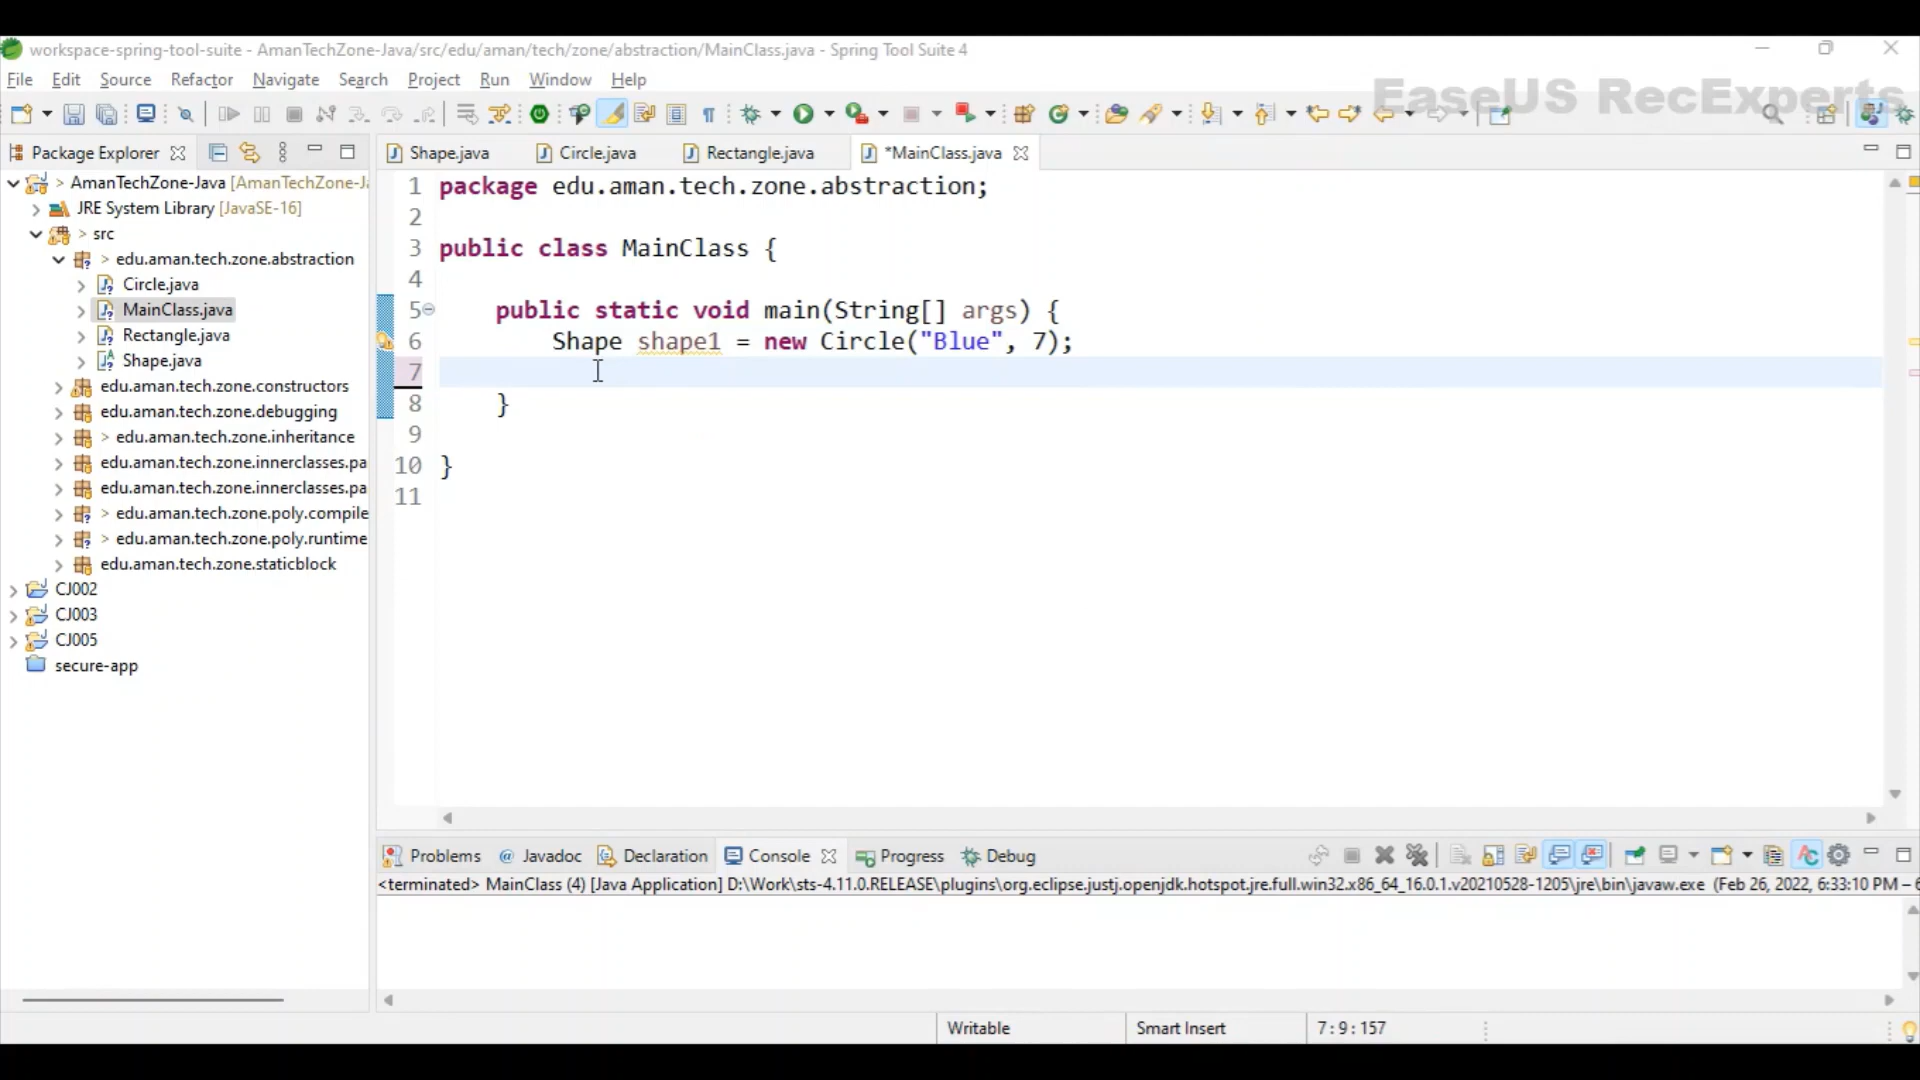 workspace-spring-tool-suite - AmanTechZone-Java/src/edu/aman/tech/zone/abstraction/MainClass.java - Spring Tool Suite 4
File Edit Source Refactor Navigate Search Project Run Window Help
EaseUS RecExperts
Package Explorer
Shape.java Circle.java Rectangle.java *MainClass.java
> AmanTechZone-Java [AmanTechZone-J
JRE System Library [JavaSE-16]
> src
> edu.aman.tech.zone.abstraction
Circle.java
MainClass.java
Rectangle.java
Shape.java
edu.aman.tech.zone.constructors
edu.aman.tech.zone.debugging
> edu.aman.tech.zone.inheritance
edu.aman.tech.zone.innerclasses.pa
edu.aman.tech.zone.innerclasses.pa
> edu.aman.tech.zone.poly.compile
> edu.aman.tech.zone.poly.runtime
edu.aman.tech.zone.staticblock
CJ002
CJ003
CJ005
secure-app
1 package edu.aman.tech.zone.abstraction;
2
3 public class MainClass {
4
5 public static void main(String[] args) {
6 Shape shape1 = new Circle("Blue", 7);
7
8 }
9
10 }
11
Problems @ Javadoc Declaration Console Progress Debug
<terminated> MainClass (4) [Java Application] D:\Work\sts-4.11.0.RELEASE\plugins\org.eclipse.justj.openjdk.hotspot.jre.full.win32.x86_64_16.0.1.v20210528-1205\jre\bin\javaw.exe (Feb 26, 2022, 6:33:10 PM – 6
Writable Smart Insert 7 : 9 : 157